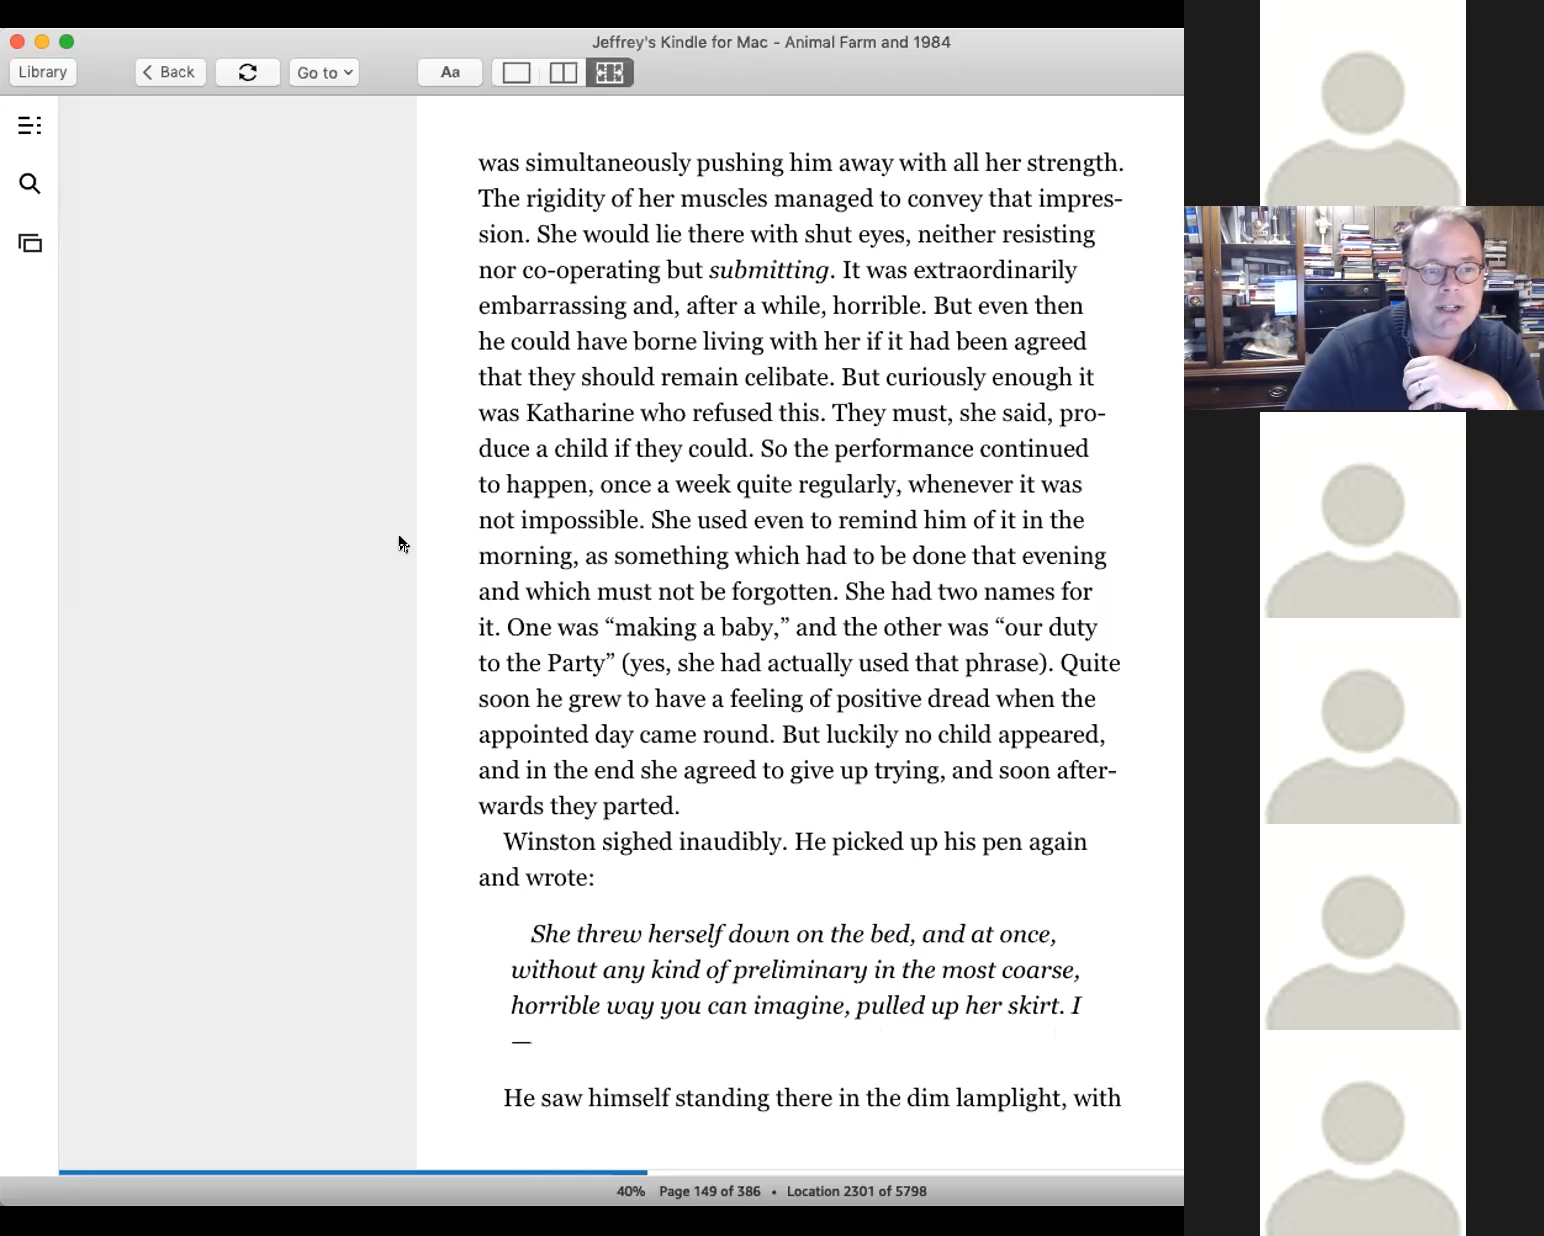 Jeffrey's Kindle for Mac - Animal Farm and 1984
Library
Back
Go to
Aa
was simultaneously pushing him away with all her strength.
The rigidity of her muscles managed to convey that impres-
sion. She would lie there with shut eyes, neither resisting
nor co-operating but submitting. It was extraordinarily
embarrassing and, after a while, horrible. But even then
he could have borne living with her if it had been agreed
that they should remain celibate. But curiously enough it
was Katharine who refused this. They must, she said, pro-
duce a child if they could. So the performance continued
to happen, once a week quite regularly, whenever it was
not impossible. She used even to remind him of it in the
morning, as something which had to be done that evening
and which must not be forgotten. She had two names for
it. One was “making a baby,” and the other was “our duty
to the Party” (yes, she had actually used that phrase). Quite
soon he grew to have a feeling of positive dread when the
appointed day came round. But luckily no child appeared,
and in the end she agreed to give up trying, and soon after-
wards they parted.
Winston sighed inaudibly. He picked up his pen again
and wrote:
She threw herself down on the bed, and at once,
without any kind of preliminary in the most coarse,
horrible way you can imagine, pulled up her skirt. I
—
He saw himself standing there in the dim lamplight, with
40% Page 149 of 386 • Location 2301 of 5798